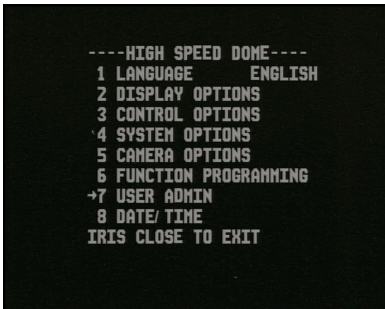 ----HIGH SPEED DOME----
1 LANGUAGE ENGLISH
2 DISPLAY OPTIONS
3 CONTROL OPTIONS
4 SYSTEM OPTIONS
5 CAMERA OPTIONS
6 FUNCTION PROGRAMMING
→7 USER ADMIN
8 DATE/TIME
IRIS CLOSE TO EXIT